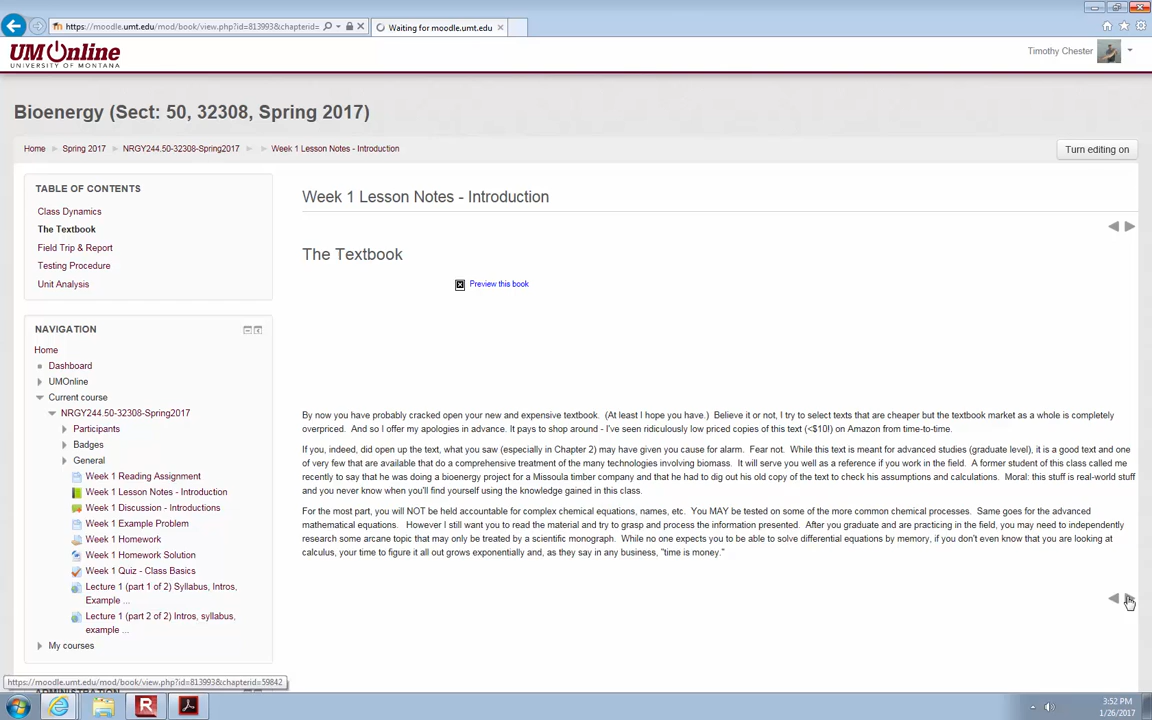 https://moodle.umt.edu/mod/book/view.php?id=813993&chapterid=
Waiting for moodle.umt.edu
UMOnline
UNIVERSITY OF MONTANA
Timothy Chester
Bioenergy (Sect: 50, 32308, Spring 2017)
Home Spring 2017 NRGY244.50-32308-Spring2017 Week 1 Lesson Notes - Introduction
Turn editing on
TABLE OF CONTENTS
Class Dynamics
The Textbook
Field Trip & Report
Testing Procedure
Unit Analysis
NAVIGATION
Home
Dashboard
UMOnline
Current course
NRGY244.50-32308-Spring2017
Participants
Badges
General
Week 1 Reading Assignment
Week 1 Lesson Notes - Introduction
Week 1 Discussion - Introductions
Week 1 Example Problem
Week 1 Homework
Week 1 Homework Solution
Week 1 Quiz - Class Basics
Lecture 1 (part 1 of 2) Syllabus, Intros,
Example ...
Lecture 1 (part 2 of 2) Intros, syllabus,
example ...
My courses
Week 1 Lesson Notes - Introduction
The Textbook
Preview this book
By now you have probably cracked open your new and expensive textbook. (At least I hope you have.) Believe it or not, I try to select texts that are cheaper but the textbook market as a whole is completely
overpriced. And so I offer my apologies in advance. It pays to shop around - I've seen ridiculously low priced copies of this text (<$10!) on Amazon from time-to-time.
If you, indeed, did open up the text, what you saw (especially in Chapter 2) may have given you cause for alarm. Fear not. While this text is meant for advanced studies (graduate level), it is a good text and one
of very few that are available that do a comprehensive treatment of the many technologies involving biomass. It will serve you well as a reference if you work in the field. A former student of this class called me
recently to say that he was doing a bioenergy project for a Missoula timber company and that he had to dig out his old copy of the text to check his assumptions and calculations. Moral: this stuff is real-world stuff
and you never know when you'll find yourself using the knowledge gained in this class.
For the most part, you will NOT be held accountable for complex chemical equations, names, etc. You MAY be tested on some of the more common chemical processes. Same goes for the advanced
mathematical equations. However I still want you to read the material and try to grasp and process the information presented. After you graduate and are practicing in the field, you may need to independently
research some arcane topic that may only be treated by a scientific monograph. While no one expects you to be able to solve differential equations by memory, if you don't even know that you are looking at
calculus, your time to figure it all out grows exponentially and, as they say in any business, "time is money."
https://moodle.umt.edu/mod/book/view.php?id=813993&chapterid=59842
ADMINISTRATION
3:52 PM
1/26/2017